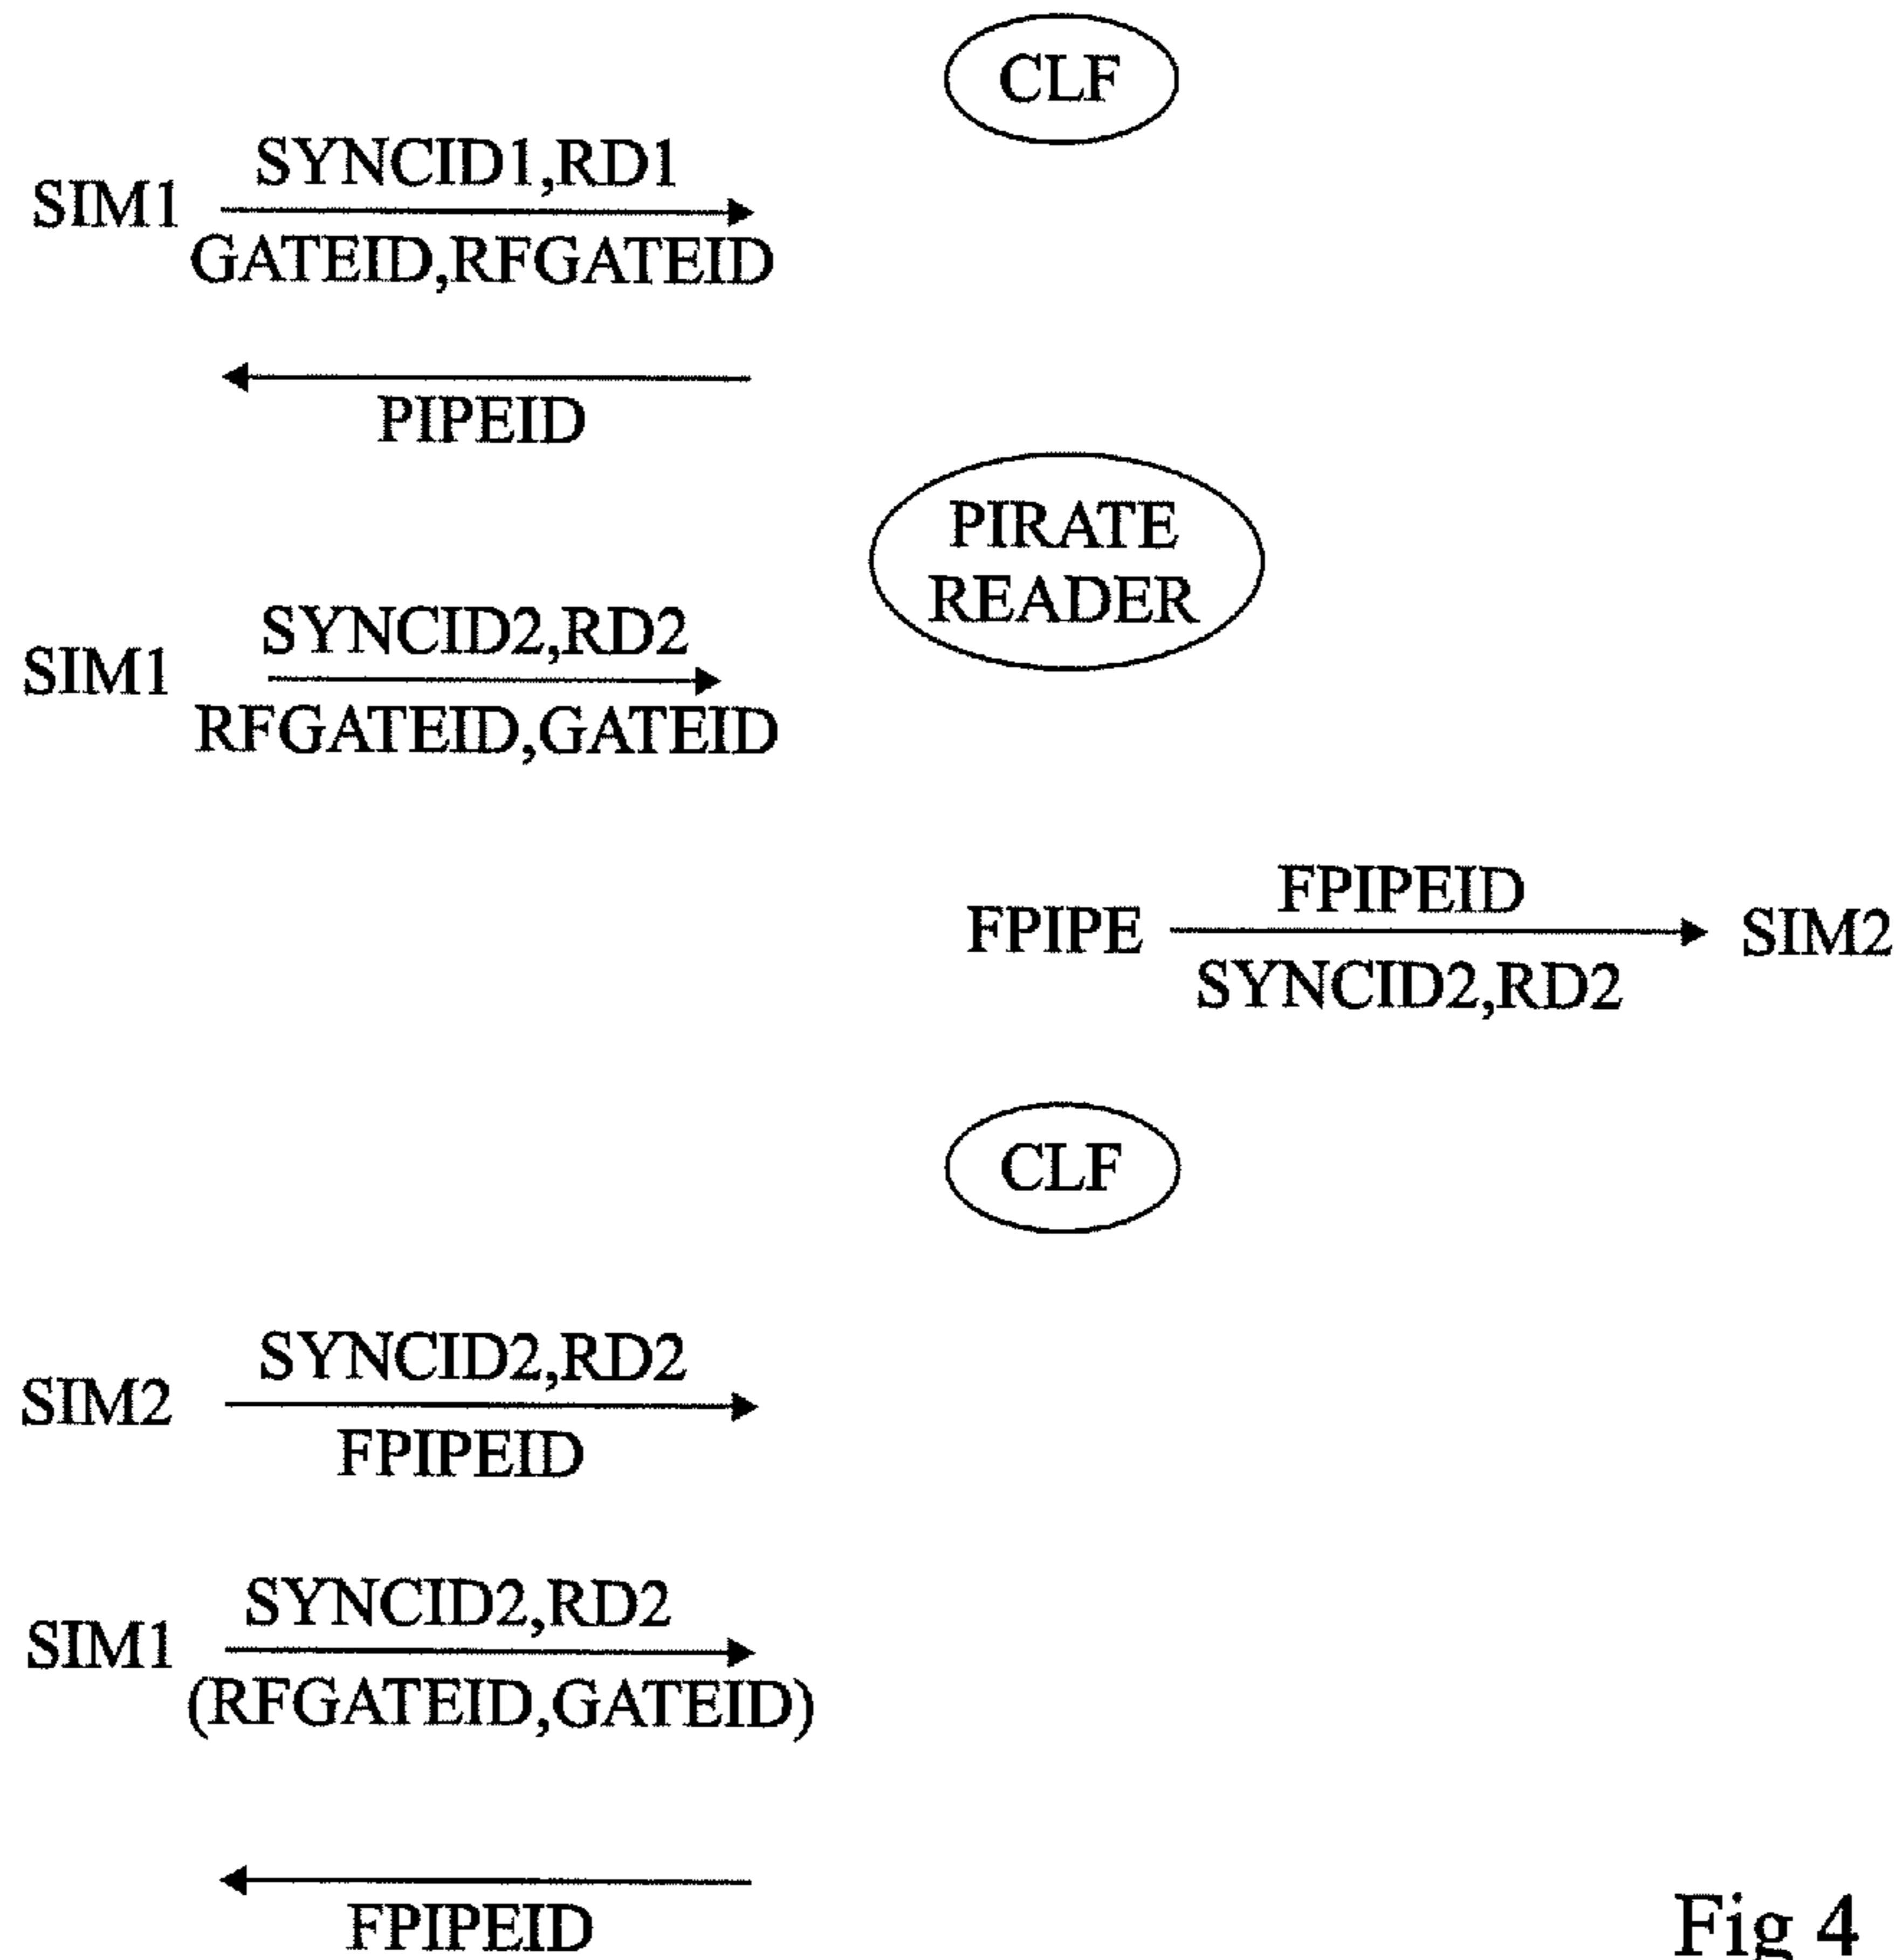 CLF
SYNCID1,RD1
SIM1
GATEID,RFGATEID
PIPEID
PIRATE
READER
SYNCID2,RD2
SIM1
RFGATEID,GATEID
FPIPEID
FPIPE
SIM2
SYNCID2,RD2
CLF
SYNCID2,RD2
SIM2
FPIPEID
SYNCID2,RD2
SIM1
(RFGATEID,GATEID)
FPIPEID
Fig 4